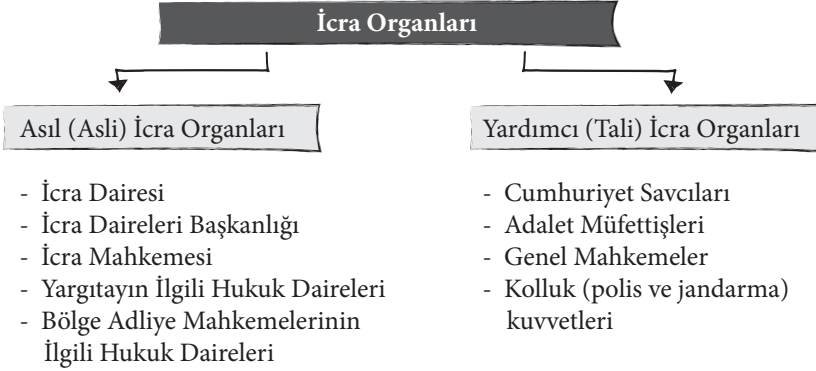 İcra Organları
Asıl (Asli) İcra Organları
- İcra Dairesi
- İcra Daireleri Başkanlığı
- İcra Mahkemesi
- Yargıtayın İlgili Hukuk Daireleri
- Bölge Adliye Mahkemelerinin
İlgili Hukuk Daireleri
Yardımcı (Tali) İcra Organları
- Cumhuriyet Savcıları
- Adalet Müfettişleri
- Genel Mahkemeler
- Kolluk (polis ve jandarma)
kuvvetleri